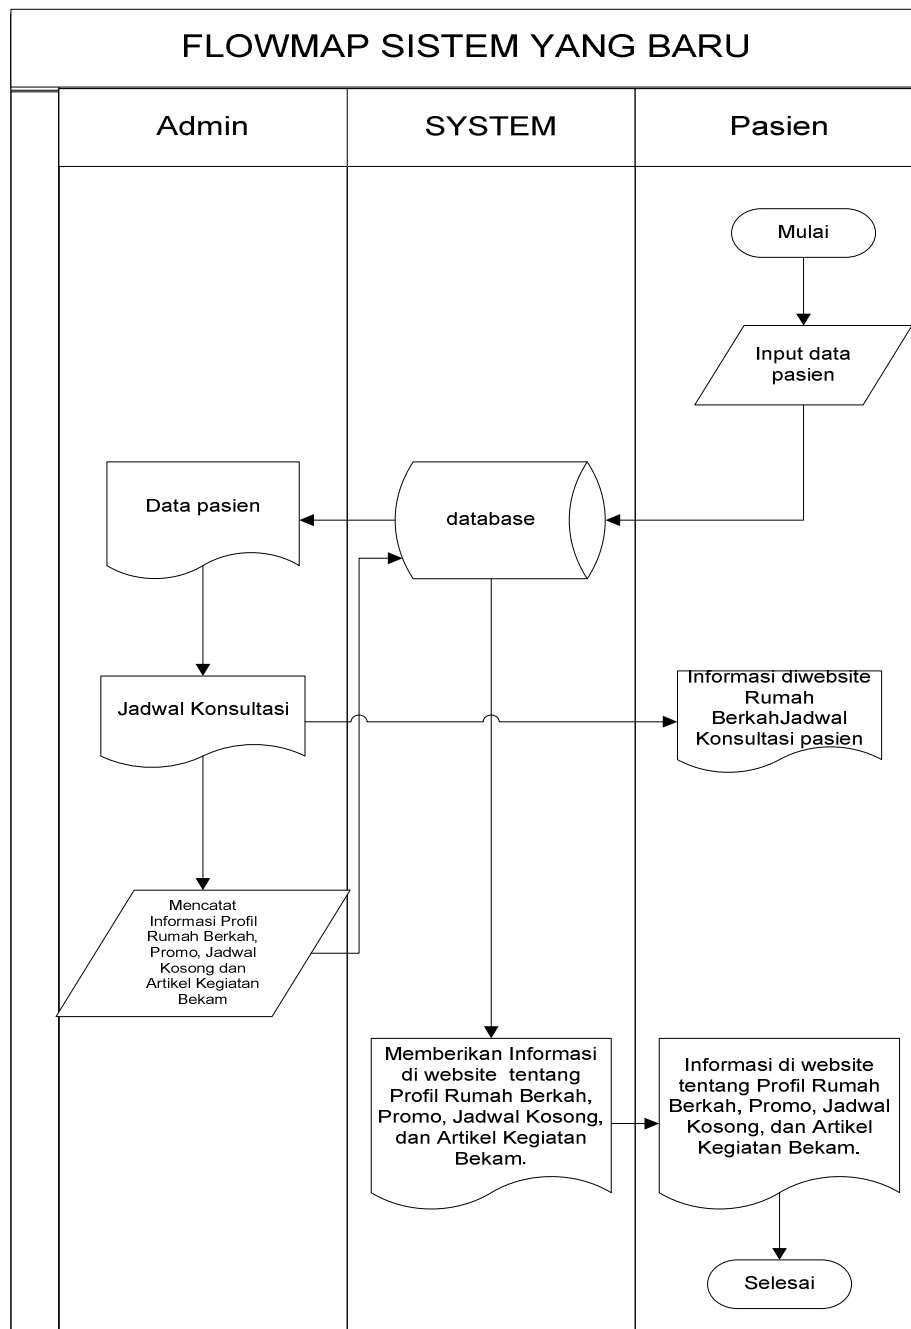 FLOWMAP SISTEM YANG BARU
Admin
SYSTEM
Pasien
Mulai
Input data
pasien
Data pasien
database
Jadwal Konsultasi
Informasi diwebsite
Rumah
BerkahJadwal
Konsultasi pasien
Mencatat
Informasi Profil
Rumah Berkah,
Promo, Jadwal
Kosong dan
Artikel Kegiatan
Bekam
Memberikan Informasi
di website tentang
Profil Rumah Berkah,
Promo, Jadwal Kosong,
dan Artikel Kegiatan
Bekam.
Informasi di website
tentang Profil Rumah
Berkah, Promo, Jadwal
Kosong, dan Artikel
Kegiatan Bekam.
Selesai